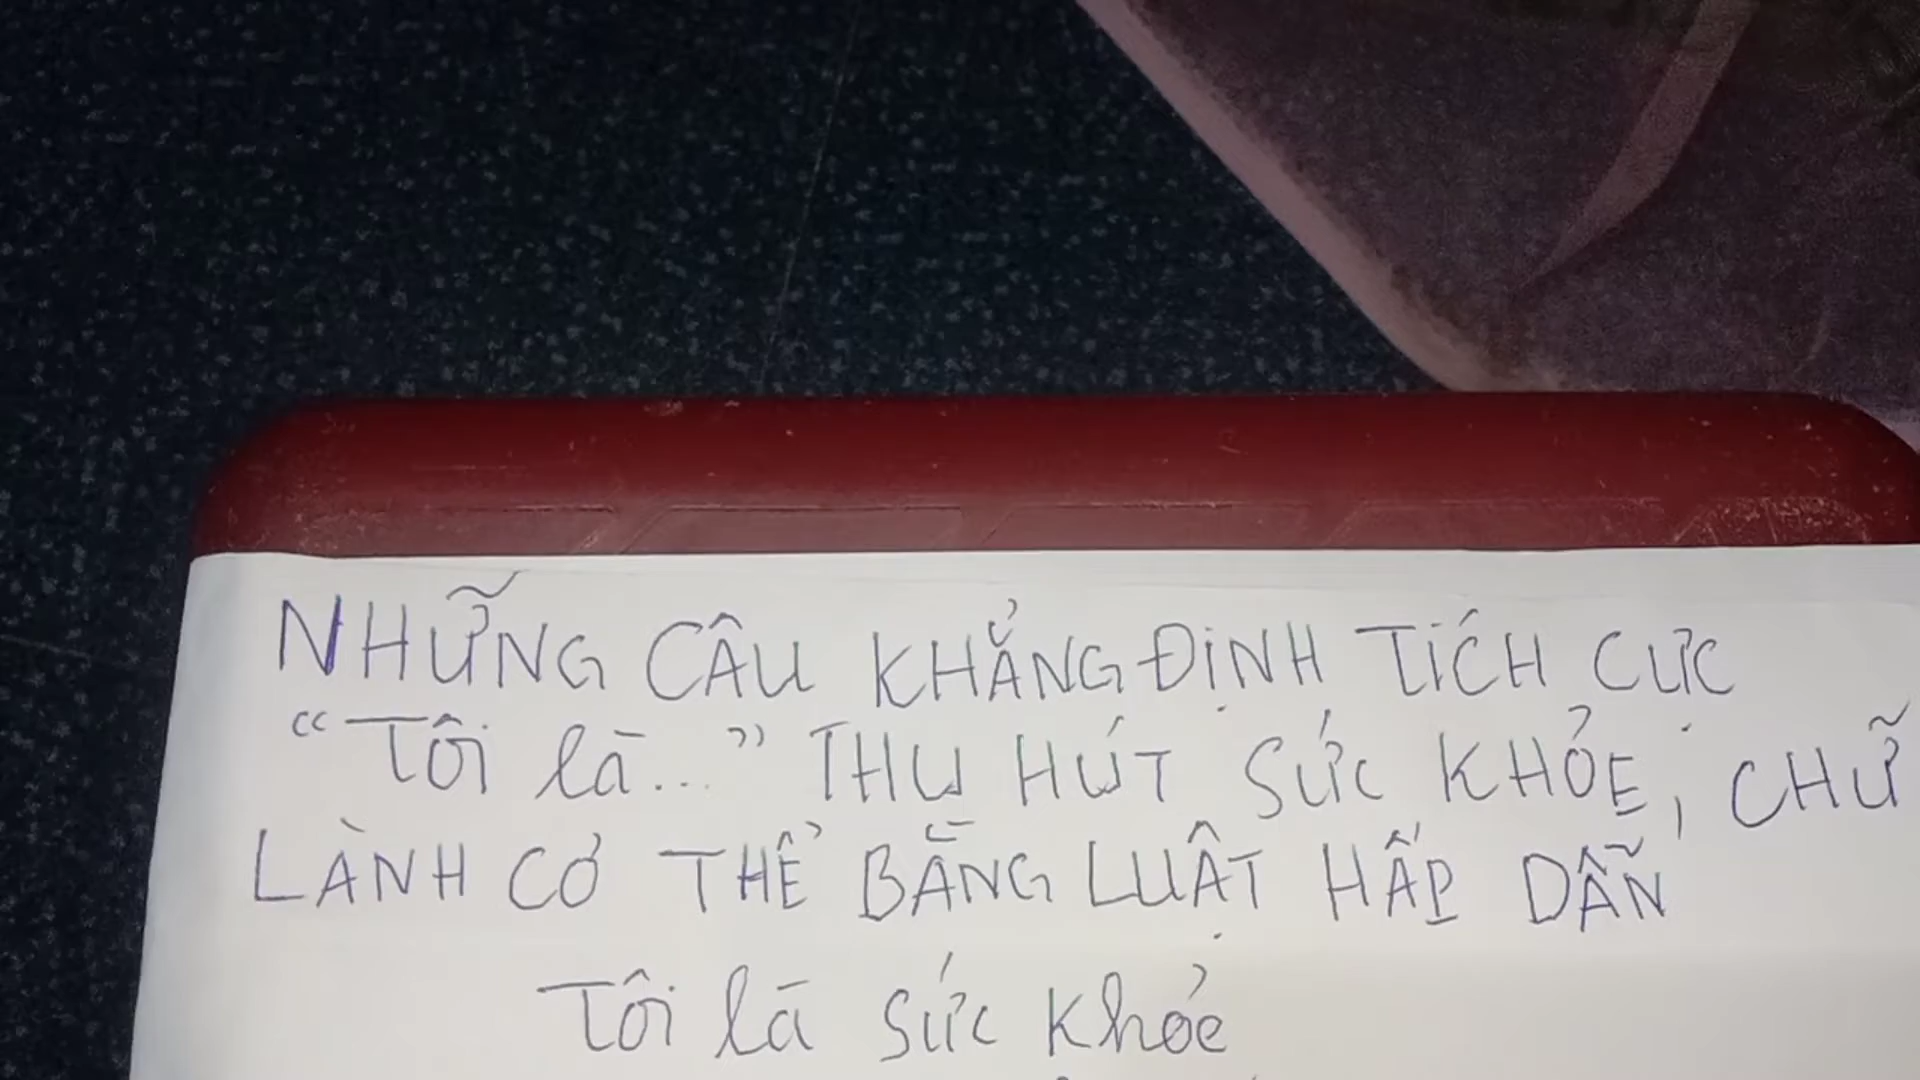 NHỮNG CÂU KHẲNG ĐỊNH TÍCH CỰC
“Tôi là...” THU HÚT SỨC KHỎE, CHỮ
LÀNH CƠ THỂ BẰNG LUẬT HẤP DẪN
Tôi là sức khỏe